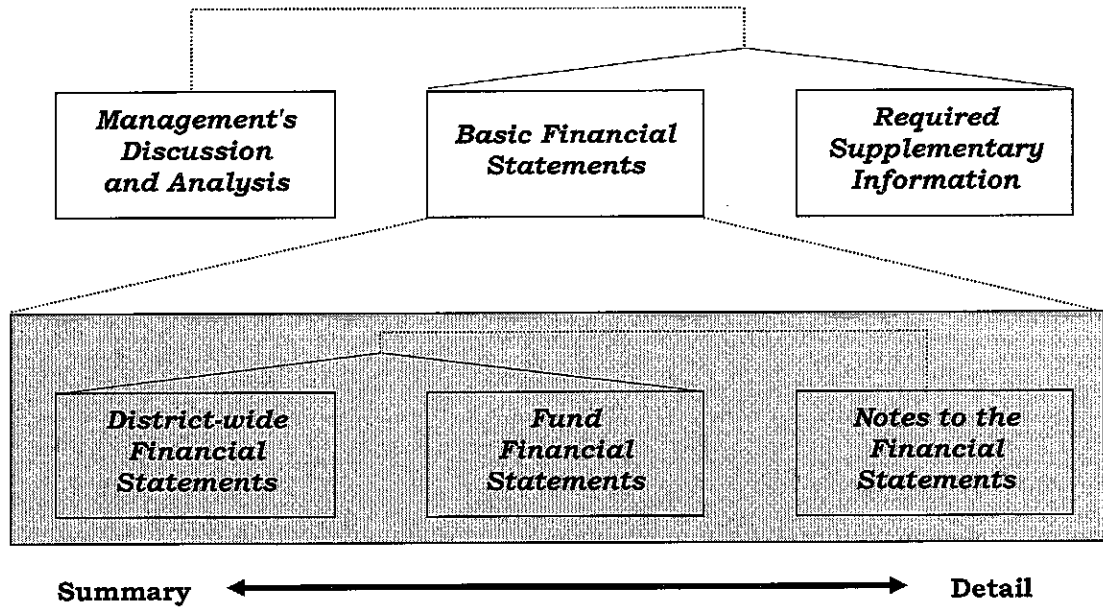 Management's
Discussion
and Analysis
Basic Financial
Statements
Required
Supplementary
Information
District-wide
Financial
Statements
Fund
Financial
Statements
Notes to the
Financial
Statements
Summary
Detail